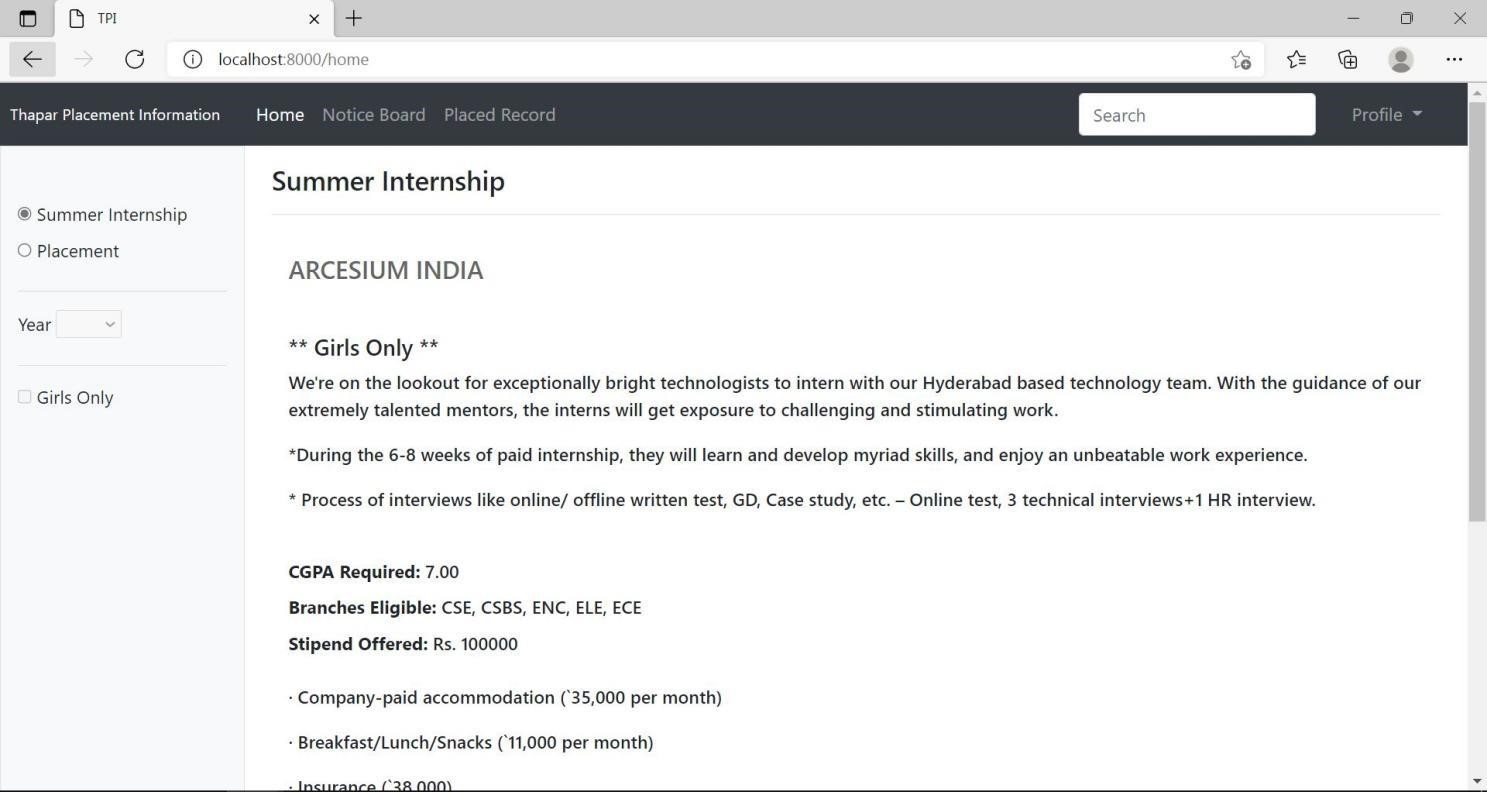 TPI
localhost:8000/home
Thapar Placement Information Home Notice Board Placed Record Search Profile
Summer Internship
Placement
Year
Girls Only
Summer Internship
ARCESIUM INDIA
** Girls Only **
We're on the lookout for exceptionally bright technologists to intern with our Hyderabad based technology team. With the guidance of our
extremely talented mentors, the interns will get exposure to challenging and stimulating work.
*During the 6-8 weeks of paid internship, they will learn and develop myriad skills, and enjoy an unbeatable work experience.
* Process of interviews like online/ offline written test, GD, Case study, etc. – Online test, 3 technical interviews+1 HR interview.
CGPA Required: 7.00
Branches Eligible: CSE, CSBS, ENC, ELE, ECE
Stipend Offered: Rs. 100000
· Company-paid accommodation (`35,000 per month)
· Breakfast/Lunch/Snacks (`11,000 per month)
· Insurance (`38,000)